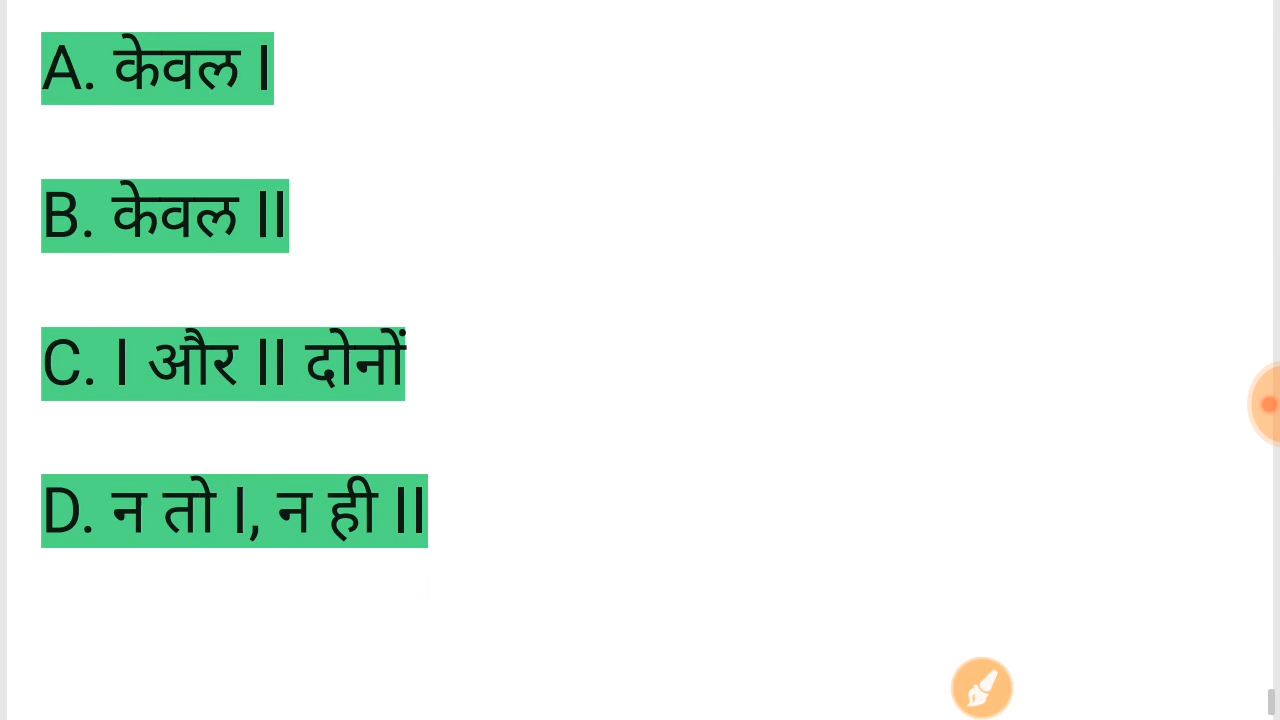 A. केवल I
B. केवल II
C. I और II दोनों
D. न तो I, न ही II